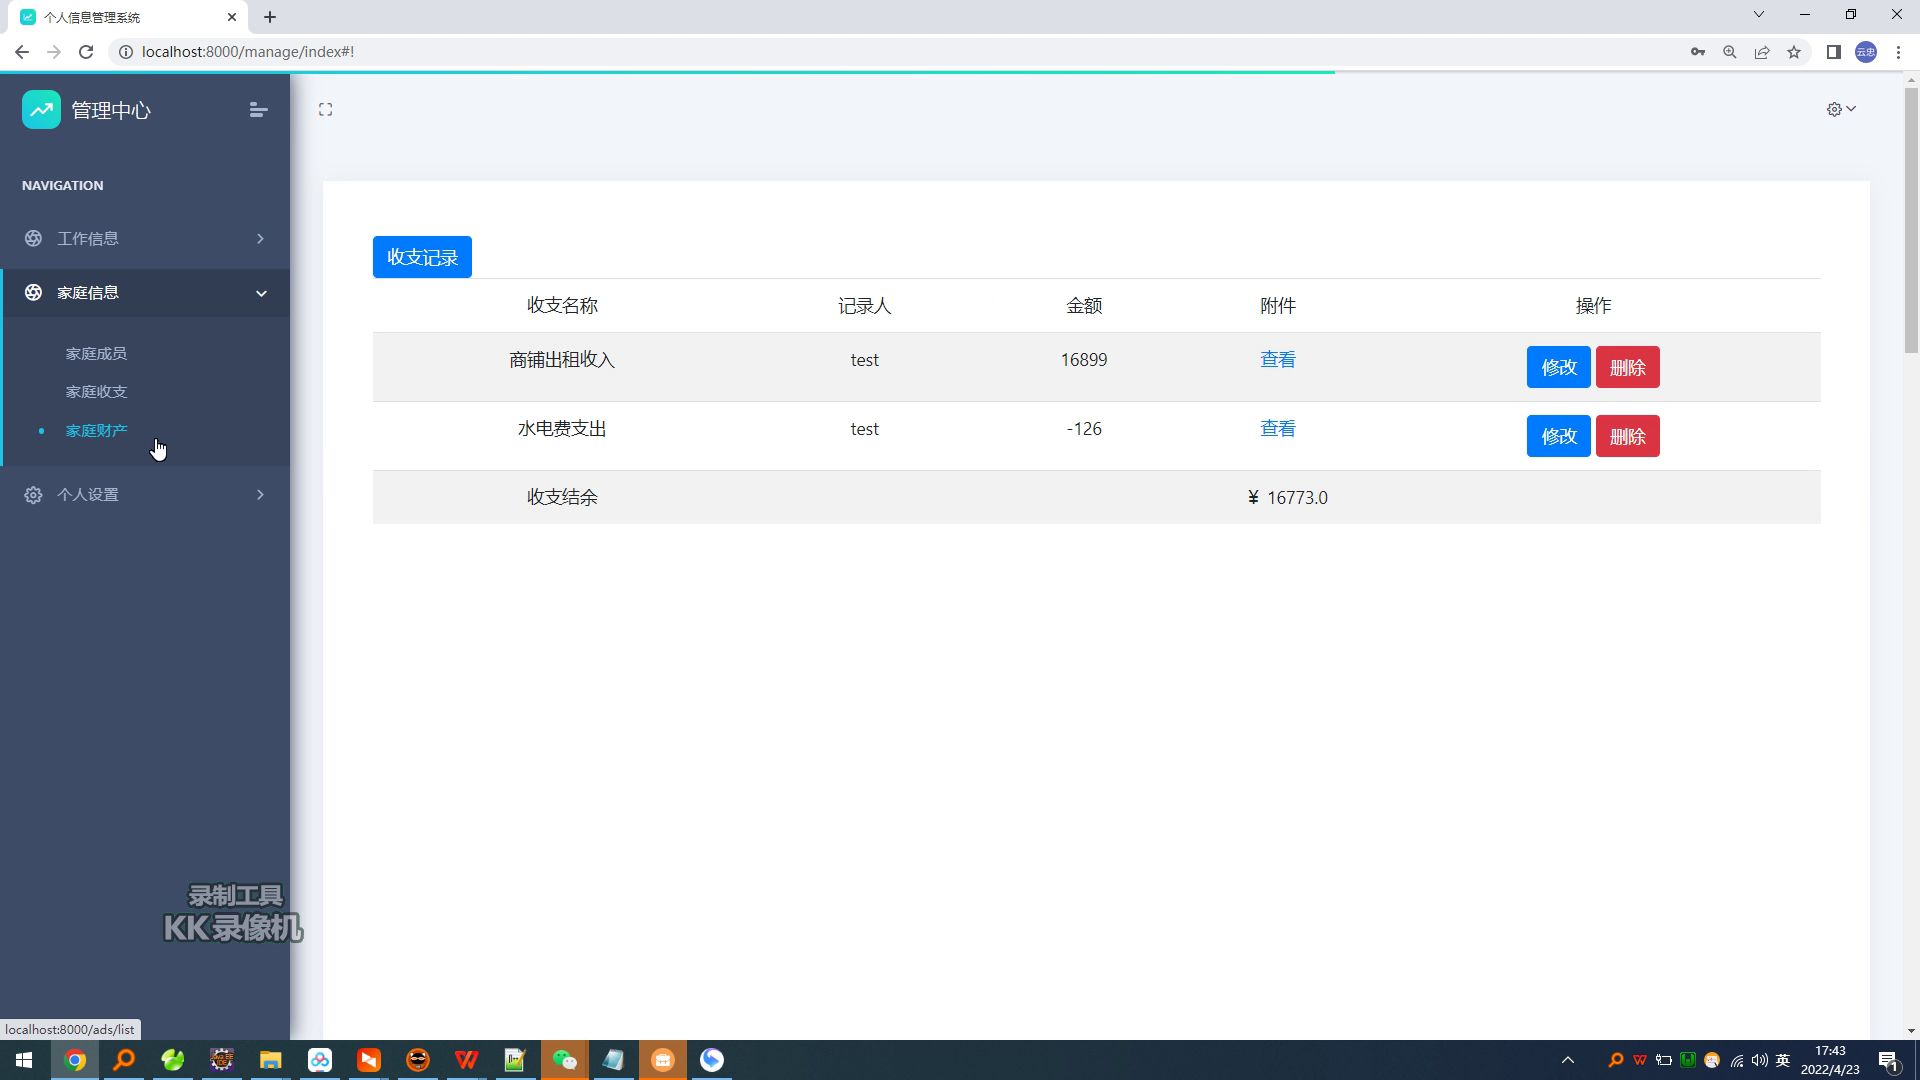 个人信息管理系统
localhost:8000/manage/index#!
云忠
管理中心
NAVIGATION
工作信息
家庭信息
家庭成员
家庭收支
家庭财产
个人设置
收支记录
收支名称 记录人 金额 附件 操作
商铺出租收入 test 16899 查看 修改 删除
水电费支出 test -126 查看 修改 删除
收支结余 ¥ 16773.0
录制工具
KK录像机
localhost:8000/ads/list
英
17:43
2022/4/23
1